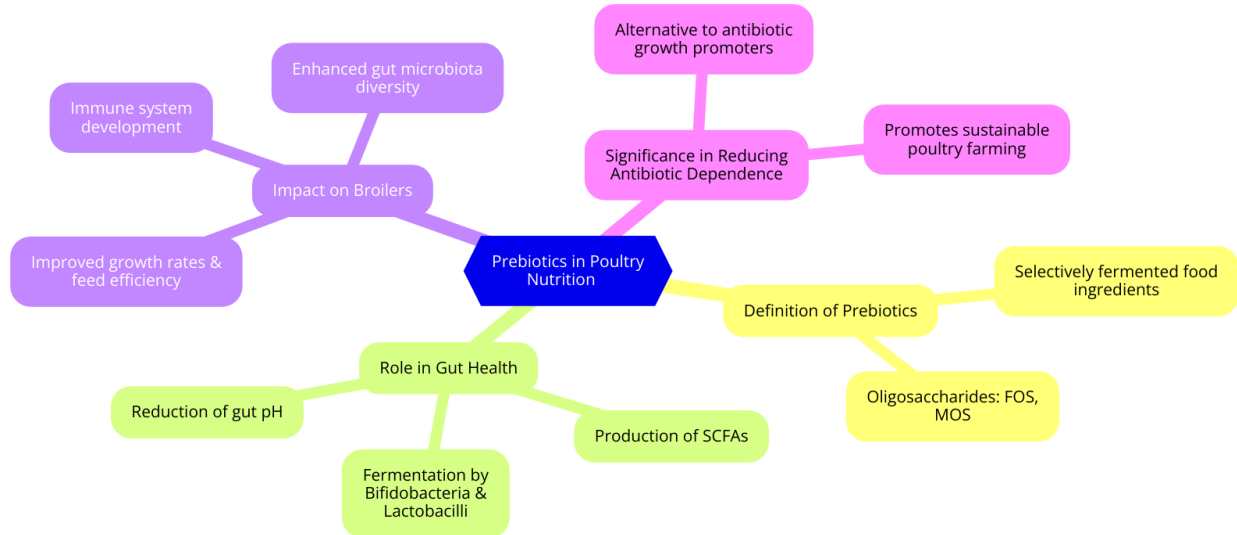 Alternative to antibiotic
growth promoters
Enhanced gut microbiota
diversity
Immune system
development
Promotes sustainable
poultry farming
Significance in Reducing
Antibiotic Dependence
Impact on Broilers
Improved growth rates &
feed efficiency
Prebiotics in Poultry
Nutrition
Selectively fermented food
ingredients
Definition of Prebiotics
Role in Gut Health
Oligosaccharides: FOS,
MOS
Reduction of gut pH
Production of SCFAs
Fermentation by
Bifidobacteria &
Lactobacilli